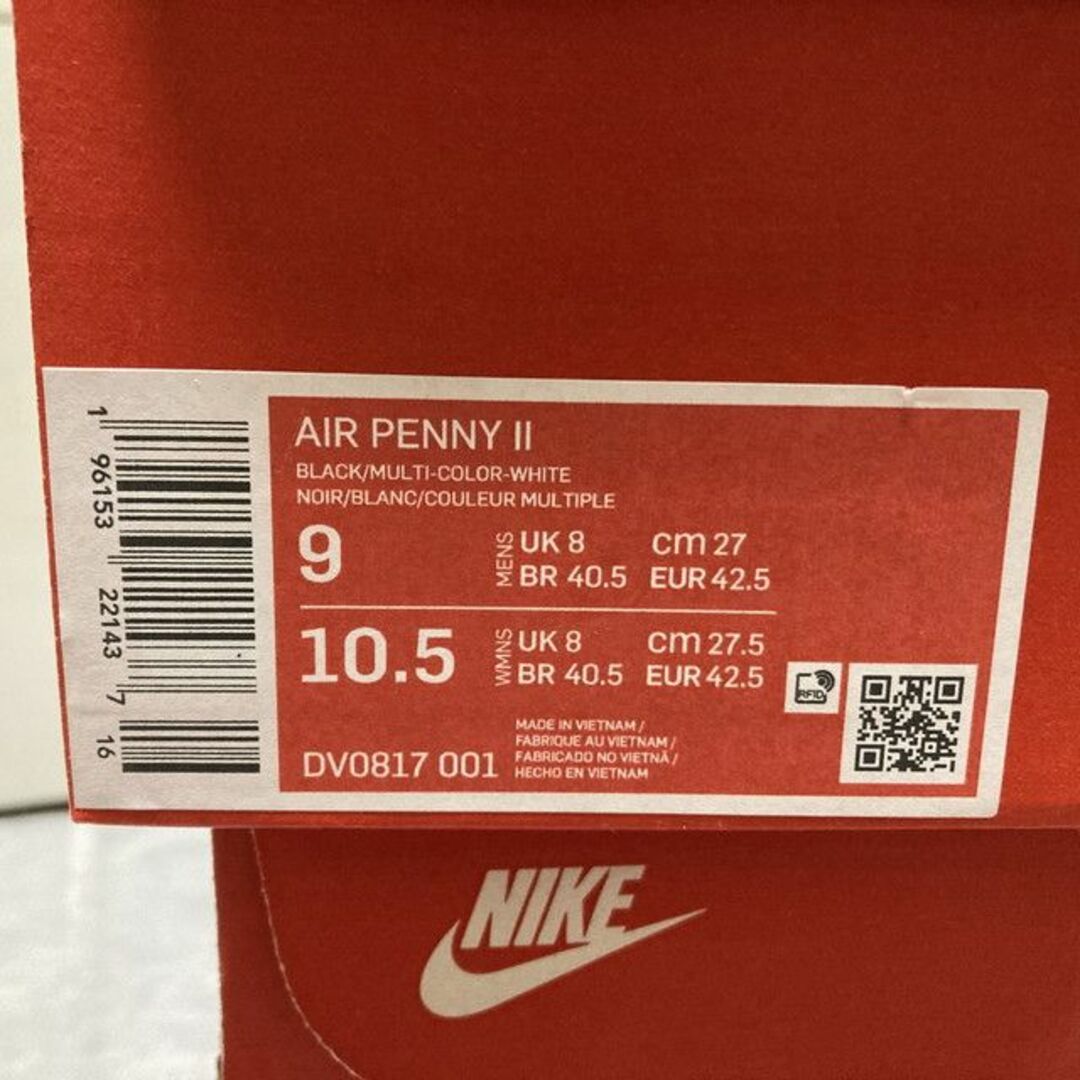 AIR PENNY II
BLACK/MULTI-COLOR-WHITE
NOIR/BLANC/COULEUR MULTIPLE
9 MENS UK 8 cm 27
BR 40.5 EUR 42.5
10.5 WMNS UK 8 cm 27.5
BR 40.5 EUR 42.5
MADE IN VIETNAM /
FABRIQUE AU VIETNAM /
FABRICADO NO VIETNÃ /
HECHO EN VIETNAM
DV0817 001
RFID
1 96153 22143 7 16
NIKE